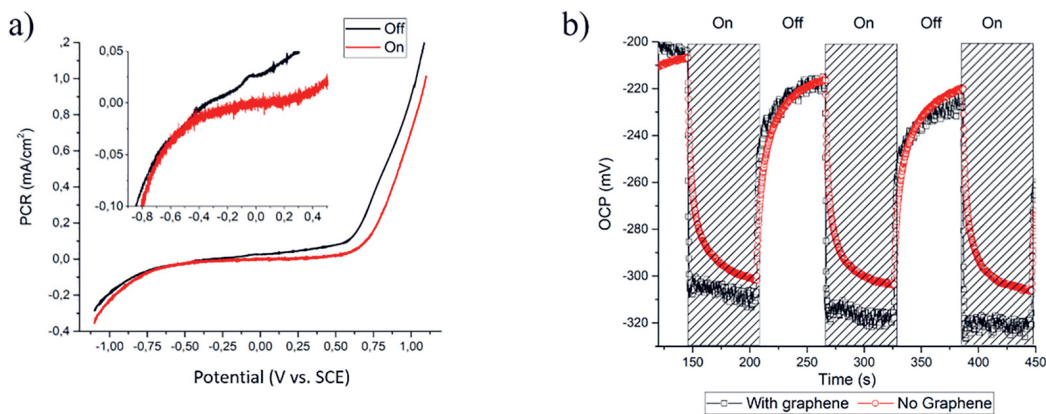 a)
Off
On
PCR (mA/cm²)
,2
1,0
0,8
0,6
0,4
0,2
0,0
-0,2
-0,4
-1,00 -0,75 -0,50 -0,25 0,00 0,25 0,50 0,75 1,00
Potential (V vs. SCE)
0,05
0,00
-0,05
-0,10
-0,8 -0,6 -0,4 -0,2 0,0 0,2 0,4
b)
On Off On Off On
OCP (mV)
-200
-220
-240
-260
-280
-300
-320
150 200 250 300 350 400 450
Time (s)
With graphene No Graphene